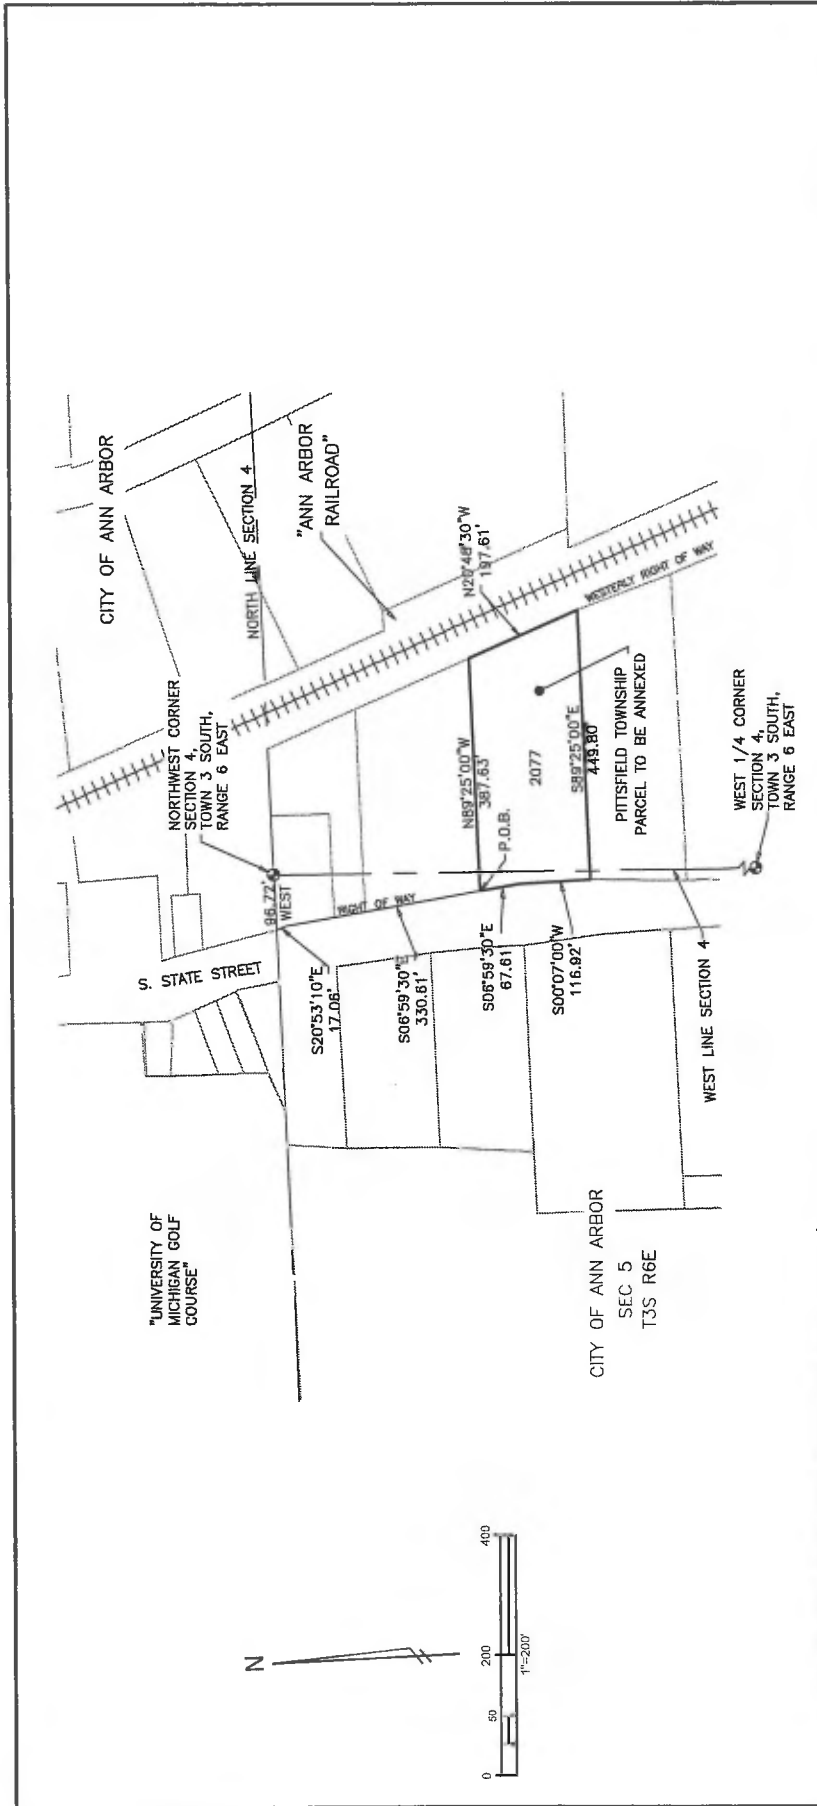 CITY OF ANN ARBOR
NORTHWEST CORNER
SECTION 4,
TOWN 3 SOUTH,
RANGE 6 EAST
NORTH LINE SECTION 4
"ANN ARBOR
RAILROAD"
96.72'
WEST
S. STATE STREET
RIGHT OF WAY
"UNIVERSITY OF
MICHIGAN GOLF
COURSE"
S20°53'10"E
17.06'
S06°59'30"E
330.61'
S06°59'30"E
67.61
S00°07'00"W
116.92'
N89°25'00"W
387.63'
P.O.B.
2077
S89°25'00"E
449.80'
197.61'
WESTERLY RIGHT OF WAY
PITTSFIELD TOWNSHIP
PARCEL TO BE ANNEXED
WEST LINE SECTION 4
WEST 1/4 CORNER
SECTION 4,
TOWN 3 SOUTH,
RANGE 6 EAST
CITY OF ANN ARBOR
SEC 5
T3S R6E
N
0 50 200 400
1"=200'